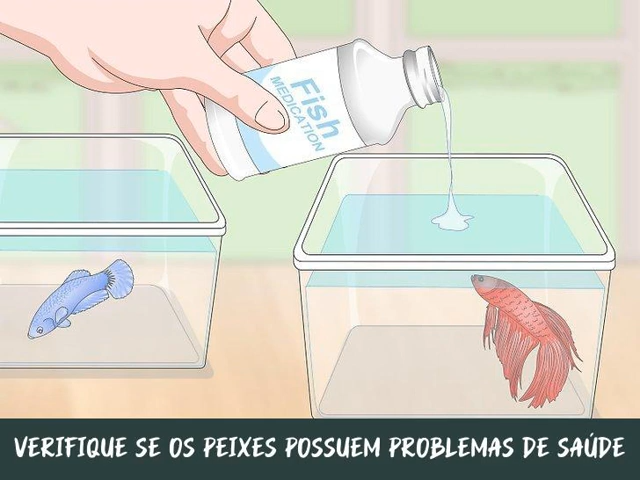 Fish
MEDICATION
VERIFIQUE SE OS PEIXES POSSUEM PROBLEMAS DE SAÚDE